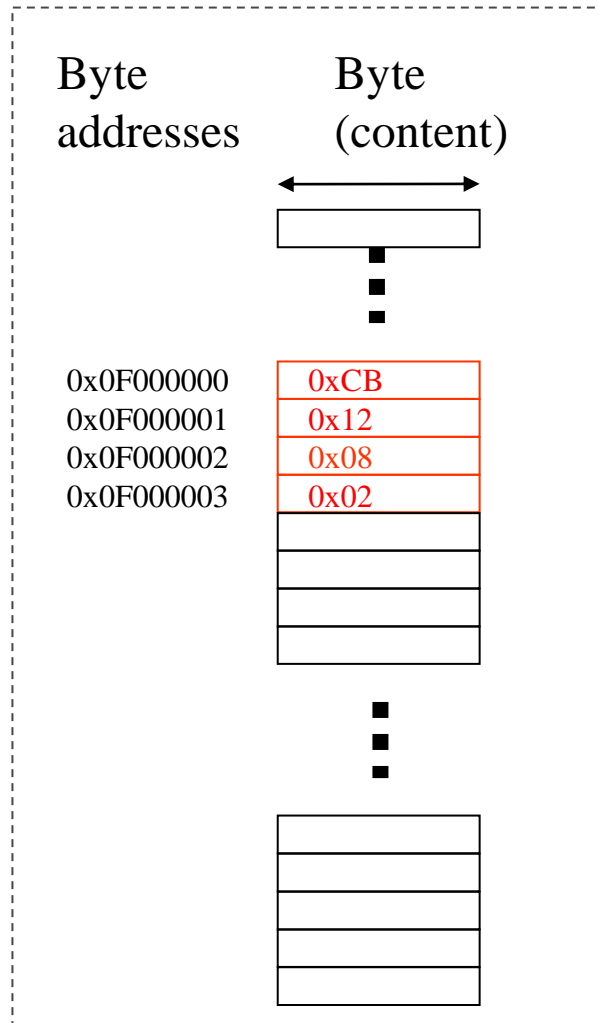 Byte addresses
Byte (content)
0x0F000000 0xCB
0x0F000001 0x12
0x0F000002 0x08
0x0F000003 0x02